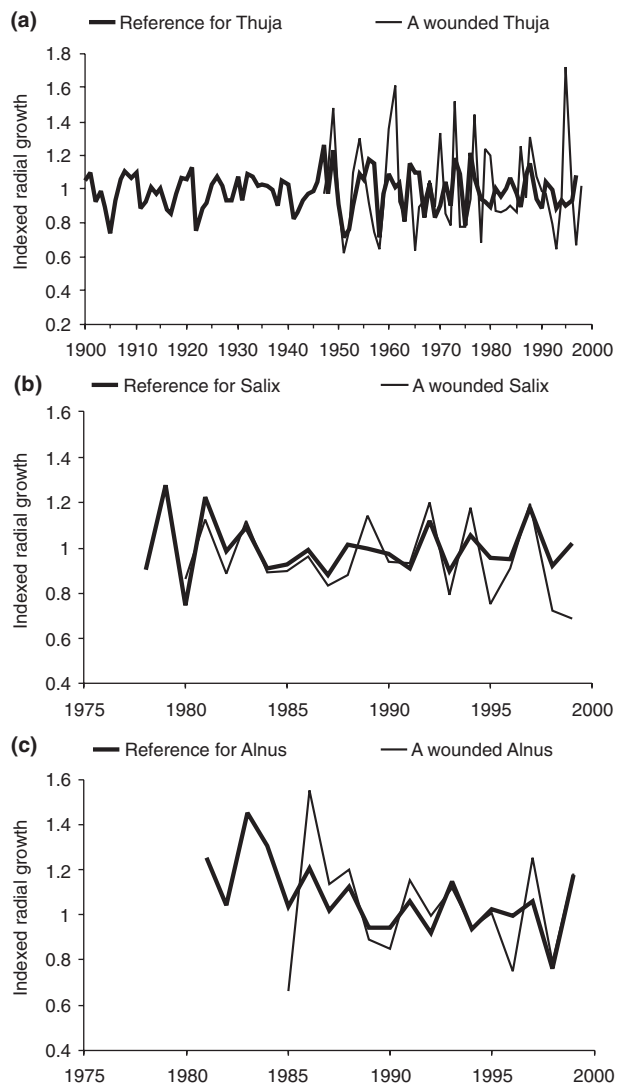 (a)
Reference for Thuja A wounded Thuja
1.8
1.6
1.4
1.2
1
0.8
0.6
0.4
0.2
Indexed radial growth
1900 1910 1920 1930 1940 1950 1960 1970 1980 1990 2000
(b)
Reference for Salix A wounded Salix
1.6
1.4
1.2
1
0.8
0.6
0.4
Indexed radial growth
1975 1980 1985 1990 1995 2000
(c)
Reference for Alnus A wounded Alnus
1.6
1.4
1.2
1
0.8
0.6
0.4
Indexed radial growth
1975 1980 1985 1990 1995 2000